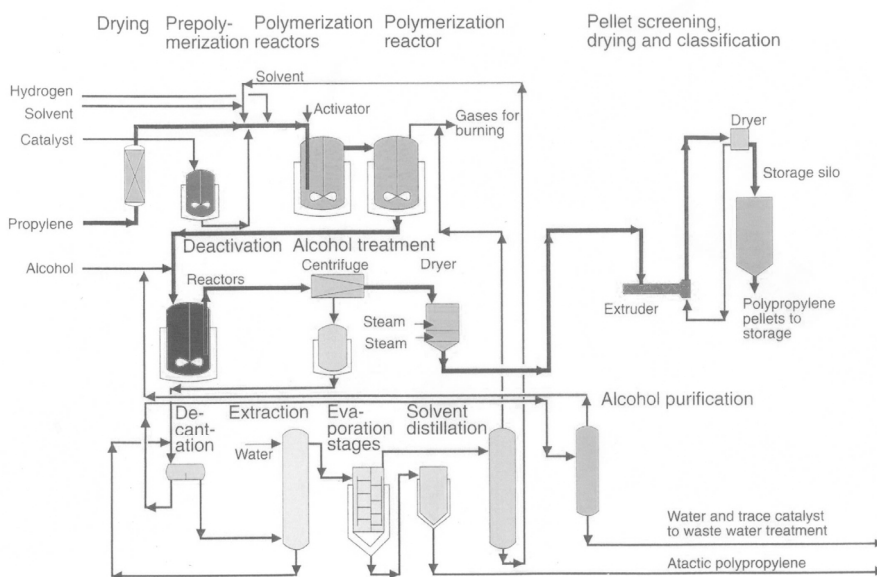 Drying
Prepoly-
merization
Polymerization
reactors
Polymerization
reactor
Pellet screening,
drying and classification
Solvent
Hydrogen
Solvent
Activator
Gases for
burning
Catalyst
Dryer
Storage silo
Propylene
Deactivation
Alcohol treatment
Alcohol
Reactors
Centrifuge
Dryer
Steam
Steam
Extruder
Polypropylene
pellets to
storage
Alcohol purification
De-
cant-
ation
Extraction
Eva-
poration
stages
Solvent
distillation
Water
Water and trace catalyst
to waste water treatment
Atactic polypropylene